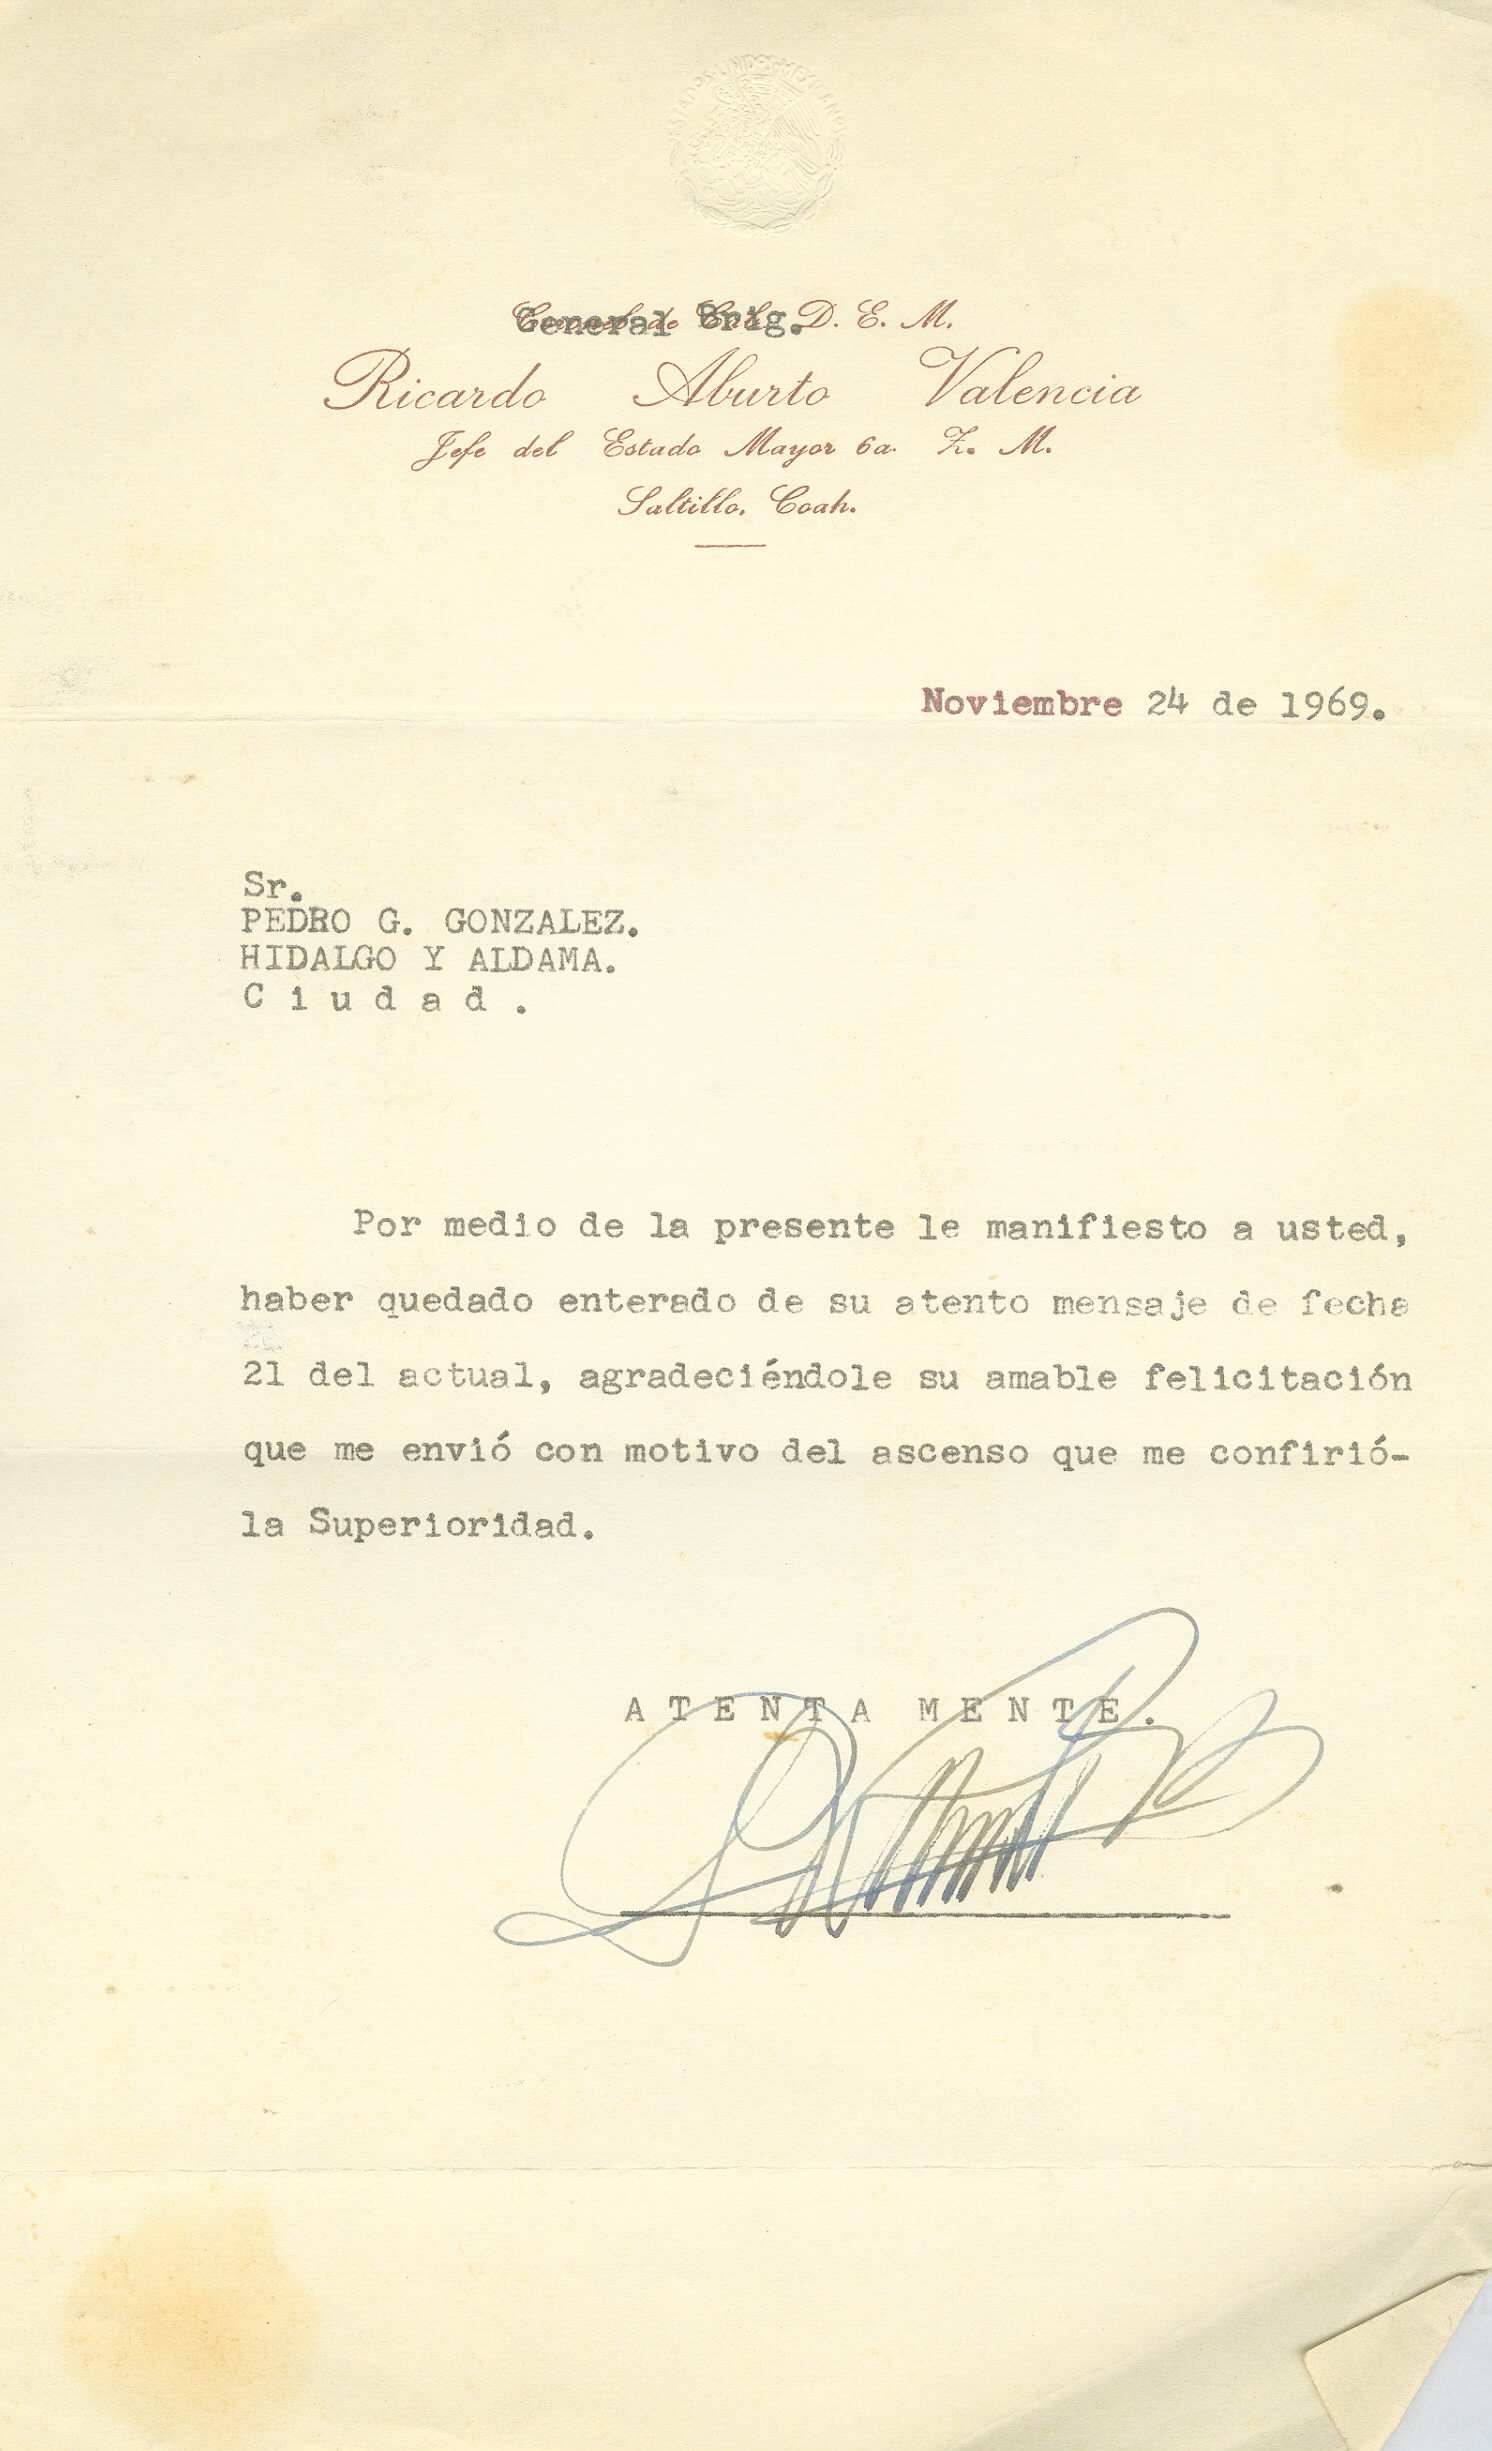 ESTADOS UNIDOS MEXICANOS
General Brig. D. E. M.
Ricardo Aburto Valencia
Jefe del Estado Mayor 6a. Z. M.
Saltillo, Coah.
Noviembre 24 de 1969.
Sr.
PEDRO G. GONZALEZ.
HIDALGO Y ALDAMA.
C i u d a d .
Por medio de la presente le manifiesto a usted,
haber quedado enterado de su atento mensaje de fecha
21 del actual, agradeciéndole su amable felicitación
que me envió con motivo del ascenso que me confirió-
la Superioridad.
A T E N T A M E N T E .